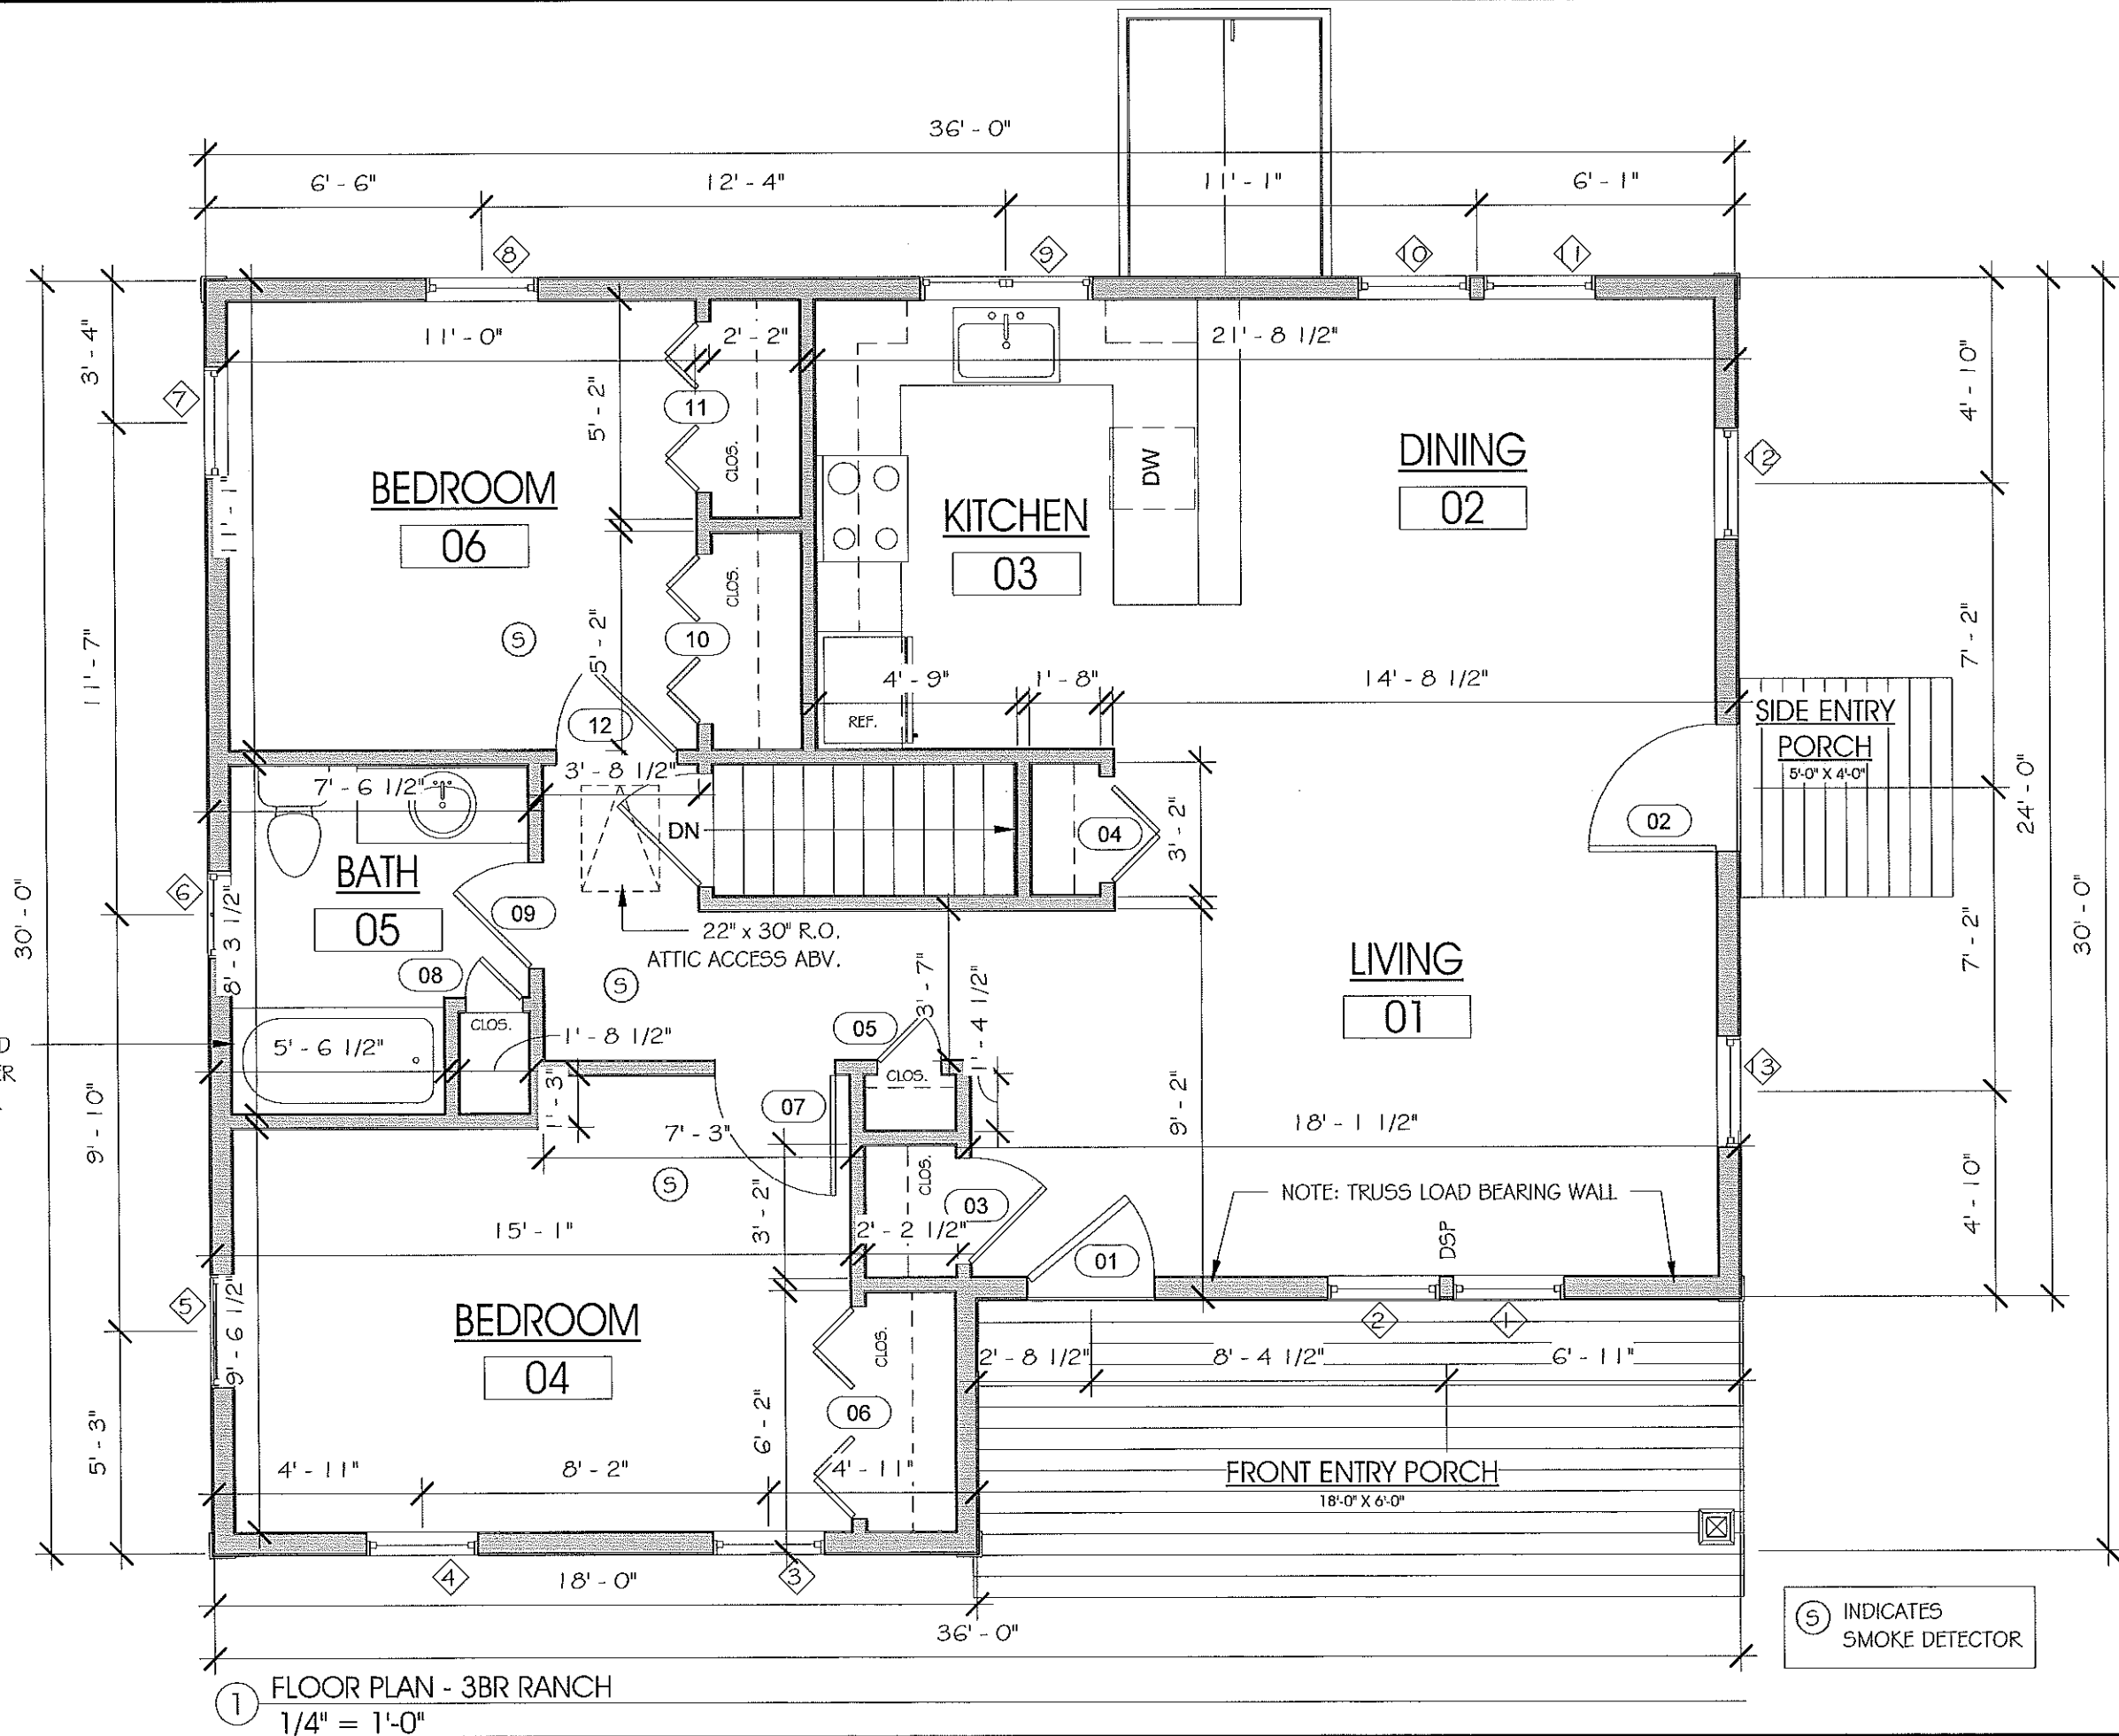 36' - 0"
6' - 6"
12' - 4"
11' - 1"
6' - 1"
8
9
10
11
11' - 0"
2' - 2"
21' - 8 1/2"
3' - 4"
7
5' - 2"
11
CLOS.
4' - 10"
12
BEDROOM
06
11' - 1"
KITCHEN
03
DW
DINING
02
CLOS.
10
S
5' - 2"
11' - 7"
7' - 2"
4' - 9"
1' - 8"
14' - 8 1/2"
REF.
12
SIDE ENTRY
PORCH
5'-0" X 4'-0"
3' - 8 1/2"
7' - 6 1/2"
DN
04
3' - 2"
02
24' - 0"
BATH
05
6
8' - 3 1/2"
09
08
22" x 30" R.O.
ATTIC ACCESS ABV.
S
30' - 0"
30' - 0"
LIVING
01
7' - 2"
3' - 7"
1' - 4 1/2"
05
CLOS.
CLOS.
1' - 8 1/2"
5' - 6 1/2"
D
ER
13
1' - 3"
07
7' - 3"
9' - 2"
18' - 1 1/2"
9' - 10"
S
CLOS.
03
3' - 2"
2' - 2 1/2"
15' - 1"
NOTE: TRUSS LOAD BEARING WALL
DSP
01
4' - 10"
5
9' - 6 1/2"
BEDROOM
04
CLOS.
06
2
1
2' - 8 1/2"
8' - 4 1/2"
6' - 11"
5' - 3"
6' - 2"
4' - 11"
8' - 2"
4' - 11"
FRONT ENTRY PORCH
18'-0" X 6'-0"
4
18' - 0"
3
36' - 0"
S INDICATES
SMOKE DETECTOR
1 FLOOR PLAN - 3BR RANCH
1/4" = 1'-0"